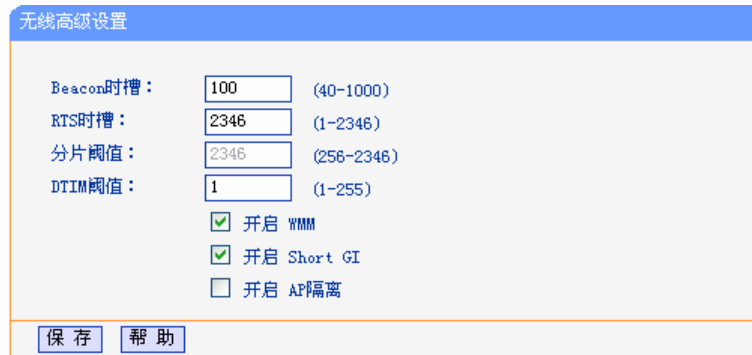 无线高级设置
Beacon时槽： 100 (40-1000)
RTS时槽： 2346 (1-2346)
分片阈值： 2346 (256-2346)
DTIM阈值： 1 (1-255)
开启 WMM
开启 Short GI
开启 AP隔离
保 存 帮 助